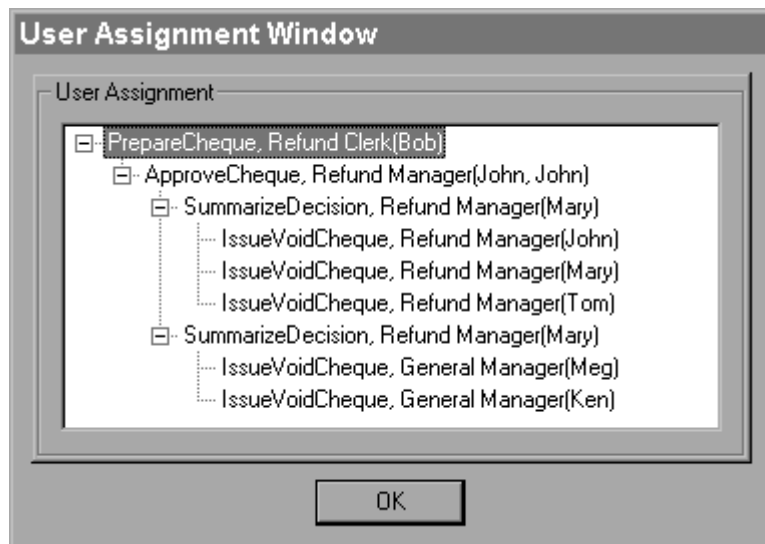 User Assignment Window
User Assignment
PrepareCheque, Refund Clerk(Bob)
ApproveCheque, Refund Manager(John, John)
SummarizeDecision, Refund Manager(Mary)
IssueVoidCheque, Refund Manager(John)
IssueVoidCheque, Refund Manager(Mary)
IssueVoidCheque, Refund Manager(Tom)
SummarizeDecision, Refund Manager(Mary)
IssueVoidCheque, General Manager(Meg)
IssueVoidCheque, General Manager(Ken)
OK